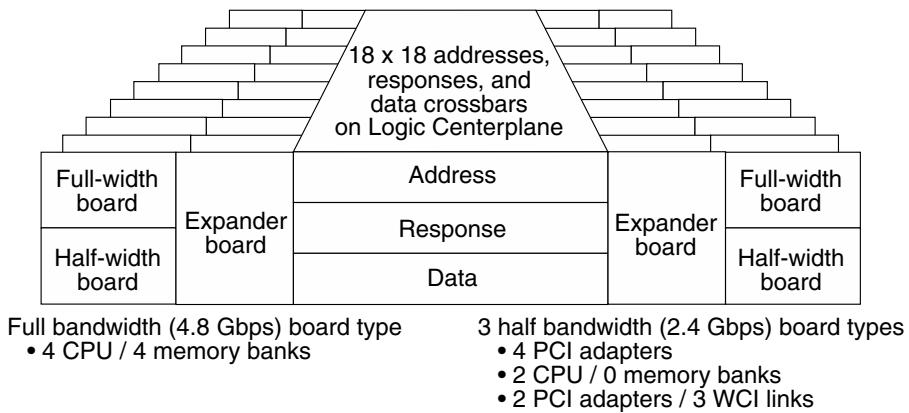 18 x 18 addresses,
responses, and
data crossbars
on Logic Centerplane
Full-width
board
Half-width
board
Expander
board
Address
Response
Data
Expander
board
Full-width
board
Half-width
board
Full bandwidth (4.8 Gbps) board type
• 4 CPU / 4 memory banks
3 half bandwidth (2.4 Gbps) board types
• 4 PCI adapters
• 2 CPU / 0 memory banks
• 2 PCI adapters / 3 WCI links